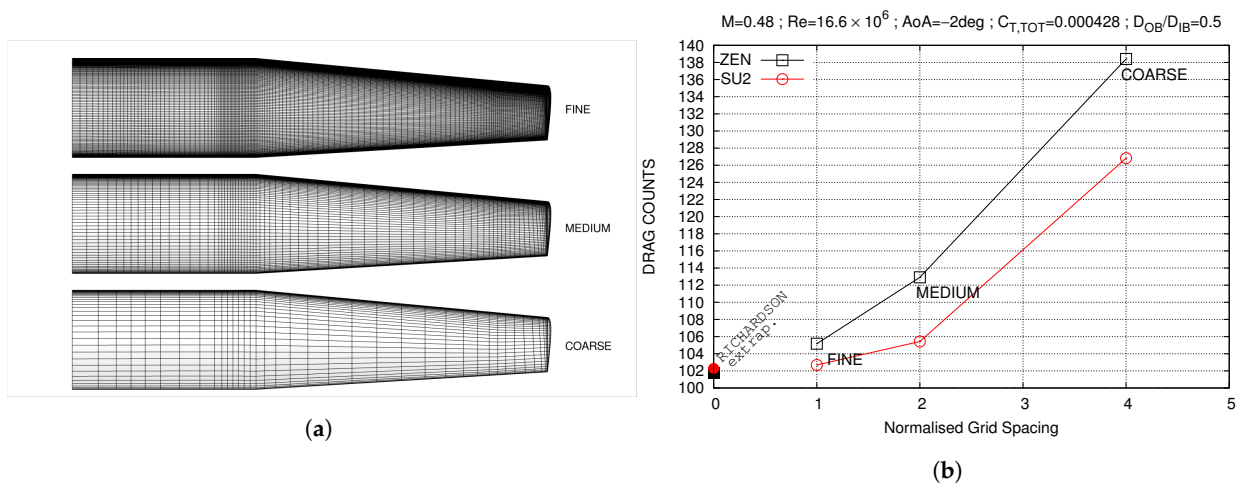 FINE
MEDIUM
COARSE
(a)
M=0.48 ; Re=16.6 × 10⁶ ; AoA=−2deg ; C_T,TOT=0.000428 ; D_OB/D_IB=0.5
140
138
136
134
132
130
128
126
124
122
120
118
116
114
112
110
108
106
104
102
100
DRAG COUNTS
ZEN
SU2
COARSE
MEDIUM
FINE
RICHARDSON
extrap.
0 1 2 3 4 5
Normalised Grid Spacing
(b)